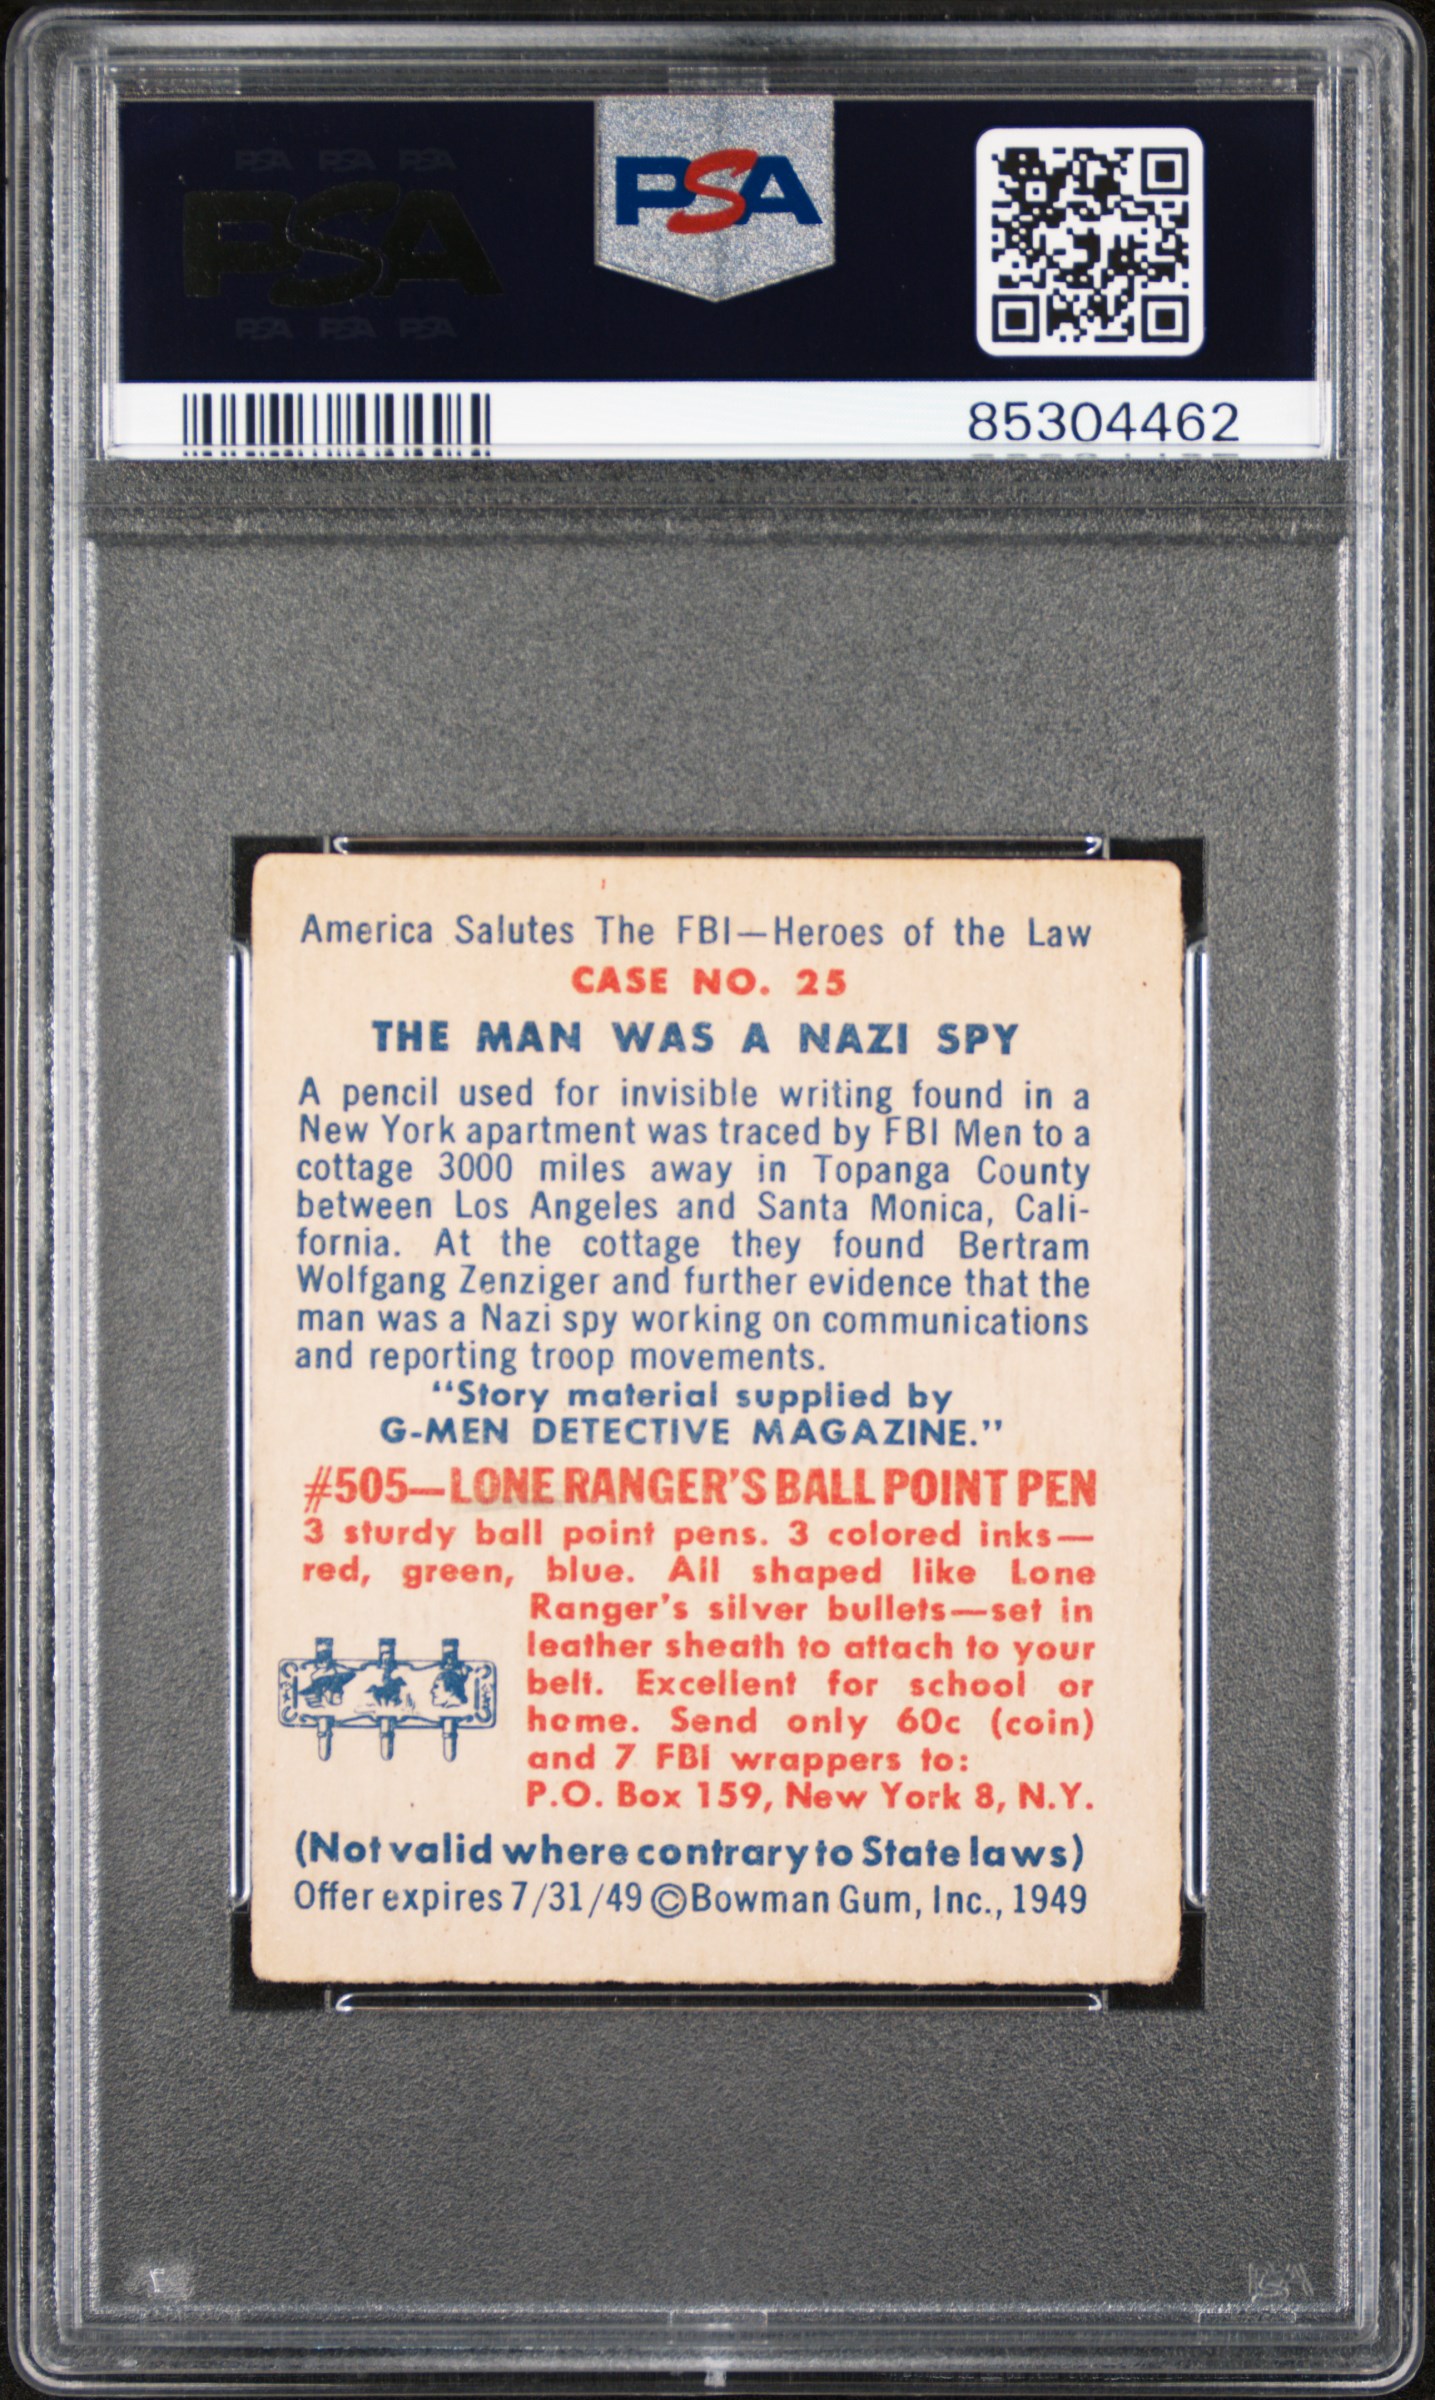 PSA PSA PSA
PSA
PSA PSA PSA
PSA
85304462
America Salutes The FBI—Heroes of the Law
CASE NO. 25
THE MAN WAS A NAZI SPY
A pencil used for invisible writing found in a
New York apartment was traced by FBI Men to a
cottage 3000 miles away in Topanga County
between Los Angeles and Santa Monica, Cali-
fornia. At the cottage they found Bertram
Wolfgang Zenziger and further evidence that the
man was a Nazi spy working on communications
and reporting troop movements.
"Story material supplied by
G-MEN DETECTIVE MAGAZINE."
#505—LONE RANGER'S BALL POINT PEN
3 sturdy ball point pens. 3 colored inks—
red, green, blue. All shaped like Lone
Ranger's silver bullets—set in
leather sheath to attach to your
belt. Excellent for school or
home. Send only 60c (coin)
and 7 FBI wrappers to:
P.O. Box 159, New York 8, N.Y.
(Not valid where contrary to State laws)
Offer expires 7/31/49 ©Bowman Gum, Inc., 1949